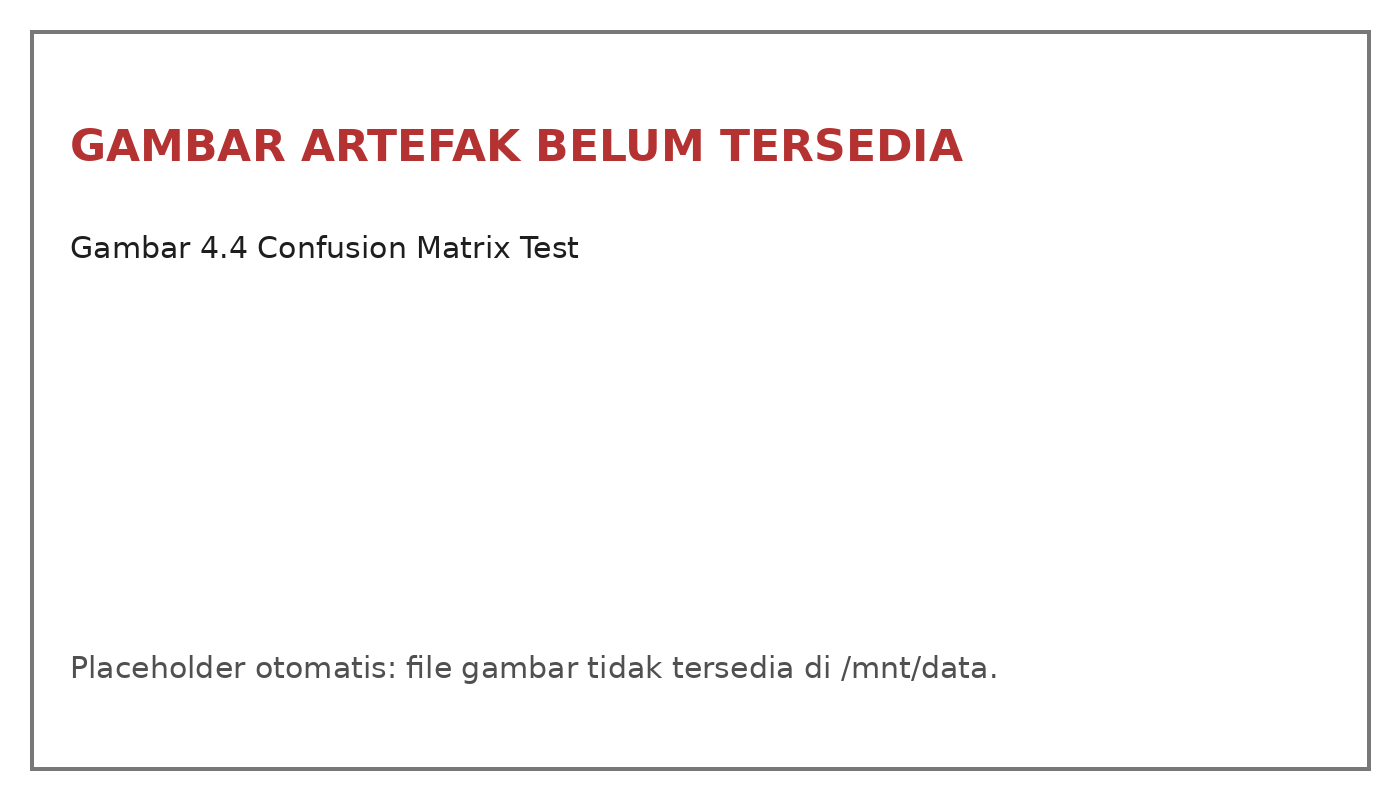 GAMBAR ARTEFAK BELUM TERSEDIA
Gambar 4.4 Confusion Matrix Test
Placeholder otomatis: file gambar tidak tersedia di /mnt/data.